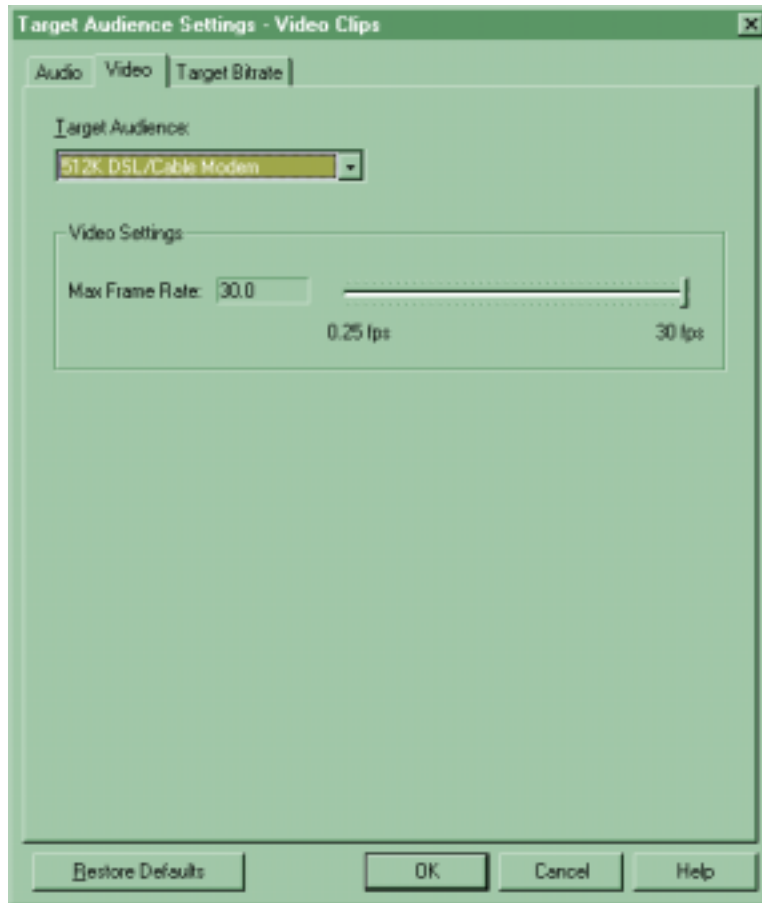 Target Audience Settings - Video Clips
Audio Video Target Bitrate
Target Audience:
512K DSL/Cable Modem
Video Settings
Max Frame Rate: 30.0
0.25 fps 30 fps
Restore Defaults OK Cancel Help